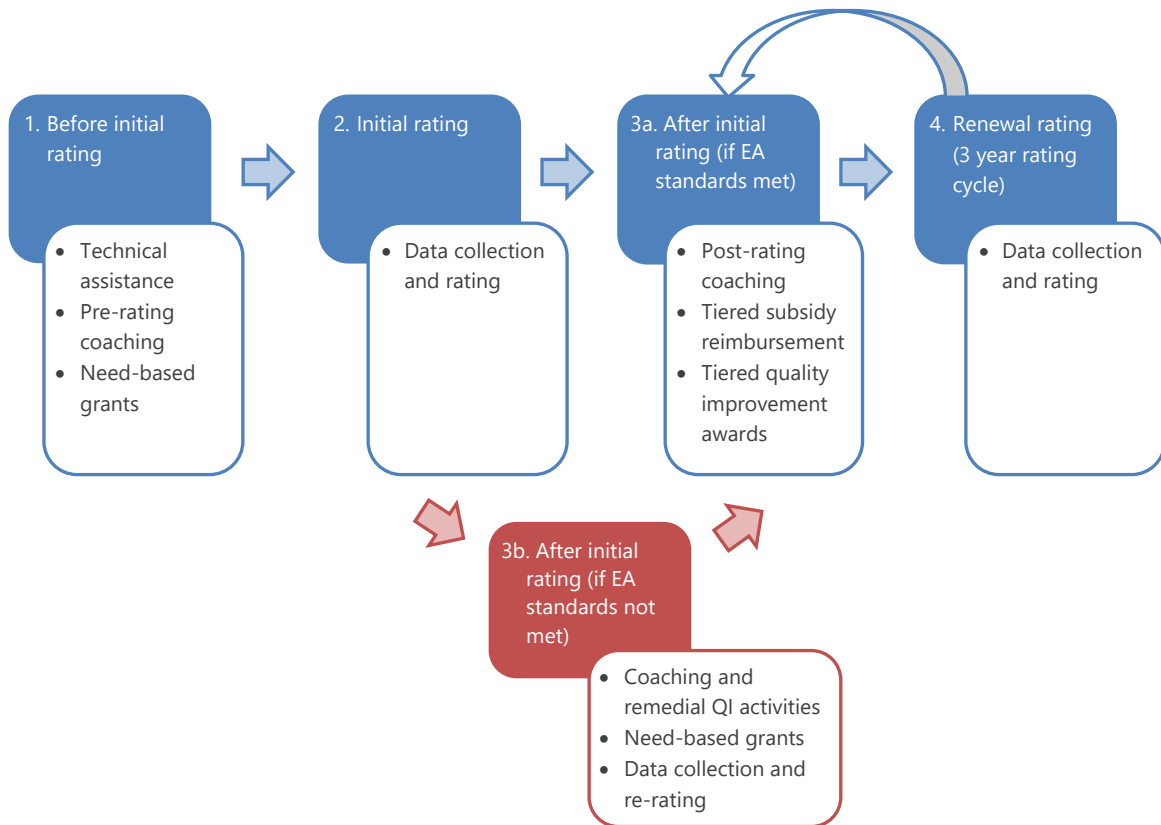 1. Before initial
rating
• Technical
assistance
• Pre-rating
coaching
• Need-based
grants
2. Initial rating
• Data collection
and rating
3a. After initial
rating (if EA
standards met)
• Post-rating
coaching
• Tiered subsidy
reimbursement
• Tiered quality
improvement
awards
4. Renewal rating
(3 year rating
cycle)
• Data collection
and rating
3b. After initial
rating (if EA
standards not
met)
• Coaching and
remedial QI activities
• Need-based grants
• Data collection and
re-rating